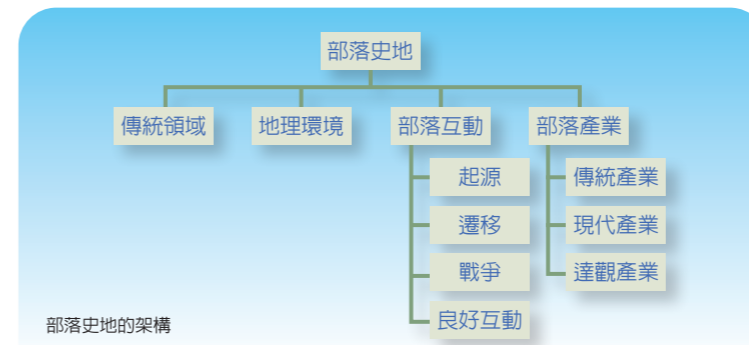 部落史地
傳統領域
地理環境
部落互動
部落產業
起源
遷移
戰爭
良好互動
傳統產業
現代產業
達觀產業
部落史地的架構